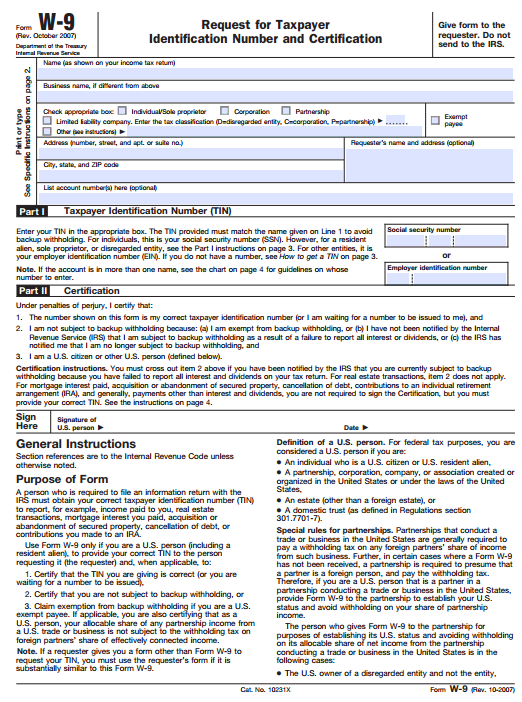 Form W-9
(Rev. October 2007)
Department of the Treasury
Internal Revenue Service
Request for Taxpayer
Identification Number and Certification
Give form to the
requester. Do not
send to the IRS.
Print or type
See Specific Instructions on page 2.
Name (as shown on your income tax return)
Business name, if different from above
Check appropriate box: Individual/Sole proprietor Corporation Partnership
Limited liability company. Enter the tax classification (D=disregarded entity, C=corporation, P=partnership) ▶ .......
Other (see instructions) ▶
Exempt
payee
Address (number, street, and apt. or suite no.)
Requester's name and address (optional)
City, state, and ZIP code
List account number(s) here (optional)
Part I Taxpayer Identification Number (TIN)
Enter your TIN in the appropriate box. The TIN provided must match the name given on Line 1 to avoid
backup withholding. For individuals, this is your social security number (SSN). However, for a resident
alien, sole proprietor, or disregarded entity, see the Part I instructions on page 3. For other entities, it is
your employer identification number (EIN). If you do not have a number, see How to get a TIN on page 3.
Note. If the account is in more than one name, see the chart on page 4 for guidelines on whose
number to enter.
Social security number
or
Employer identification number
Part II Certification
Under penalties of perjury, I certify that:
1. The number shown on this form is my correct taxpayer identification number (or I am waiting for a number to be issued to me), and
2. I am not subject to backup withholding because: (a) I am exempt from backup withholding, or (b) I have not been notified by the Internal
Revenue Service (IRS) that I am subject to backup withholding as a result of a failure to report all interest or dividends, or (c) the IRS has
notified me that I am no longer subject to backup withholding, and
3. I am a U.S. citizen or other U.S. person (defined below).
Certification instructions. You must cross out item 2 above if you have been notified by the IRS that you are currently subject to backup
withholding because you have failed to report all interest and dividends on your tax return. For real estate transactions, item 2 does not apply.
For mortgage interest paid, acquisition or abandonment of secured property, cancellation of debt, contributions to an individual retirement
arrangement (IRA), and generally, payments other than interest and dividends, you are not required to sign the Certification, but you must
provide your correct TIN. See the instructions on page 4.
Sign
Here
Signature of
U.S. person ▶
Date ▶
General Instructions
Section references are to the Internal Revenue Code unless
otherwise noted.
Purpose of Form
A person who is required to file an information return with the
IRS must obtain your correct taxpayer identification number (TIN)
to report, for example, income paid to you, real estate
transactions, mortgage interest you paid, acquisition or
abandonment of secured property, cancellation of debt, or
contributions you made to an IRA.
Use Form W-9 only if you are a U.S. person (including a
resident alien), to provide your correct TIN to the person
requesting it (the requester) and, when applicable, to:
1. Certify that the TIN you are giving is correct (or you are
waiting for a number to be issued),
2. Certify that you are not subject to backup withholding, or
3. Claim exemption from backup withholding if you are a U.S.
exempt payee. If applicable, you are also certifying that as a
U.S. person, your allocable share of any partnership income from
a U.S. trade or business is not subject to the withholding tax on
foreign partners' share of effectively connected income.
Note. If a requester gives you a form other than Form W-9 to
request your TIN, you must use the requester's form if it is
substantially similar to this Form W-9.
Definition of a U.S. person. For federal tax purposes, you are
considered a U.S. person if you are:
● An individual who is a U.S. citizen or U.S. resident alien,
● A partnership, corporation, company, or association created or
organized in the United States or under the laws of the United
States,
● An estate (other than a foreign estate), or
● A domestic trust (as defined in Regulations section
301.7701-7).
Special rules for partnerships. Partnerships that conduct a
trade or business in the United States are generally required to
pay a withholding tax on any foreign partners' share of income
from such business. Further, in certain cases where a Form W-9
has not been received, a partnership is required to presume that
a partner is a foreign person, and pay the withholding tax.
Therefore, if you are a U.S. person that is a partner in a
partnership conducting a trade or business in the United States,
provide Form W-9 to the partnership to establish your U.S.
status and avoid withholding on your share of partnership
income.
The person who gives Form W-9 to the partnership for
purposes of establishing its U.S. status and avoiding withholding
on its allocable share of net income from the partnership
conducting a trade or business in the United States is in the
following cases:
● The U.S. owner of a disregarded entity and not the entity,
Cat. No. 10231X
Form W-9 (Rev. 10-2007)